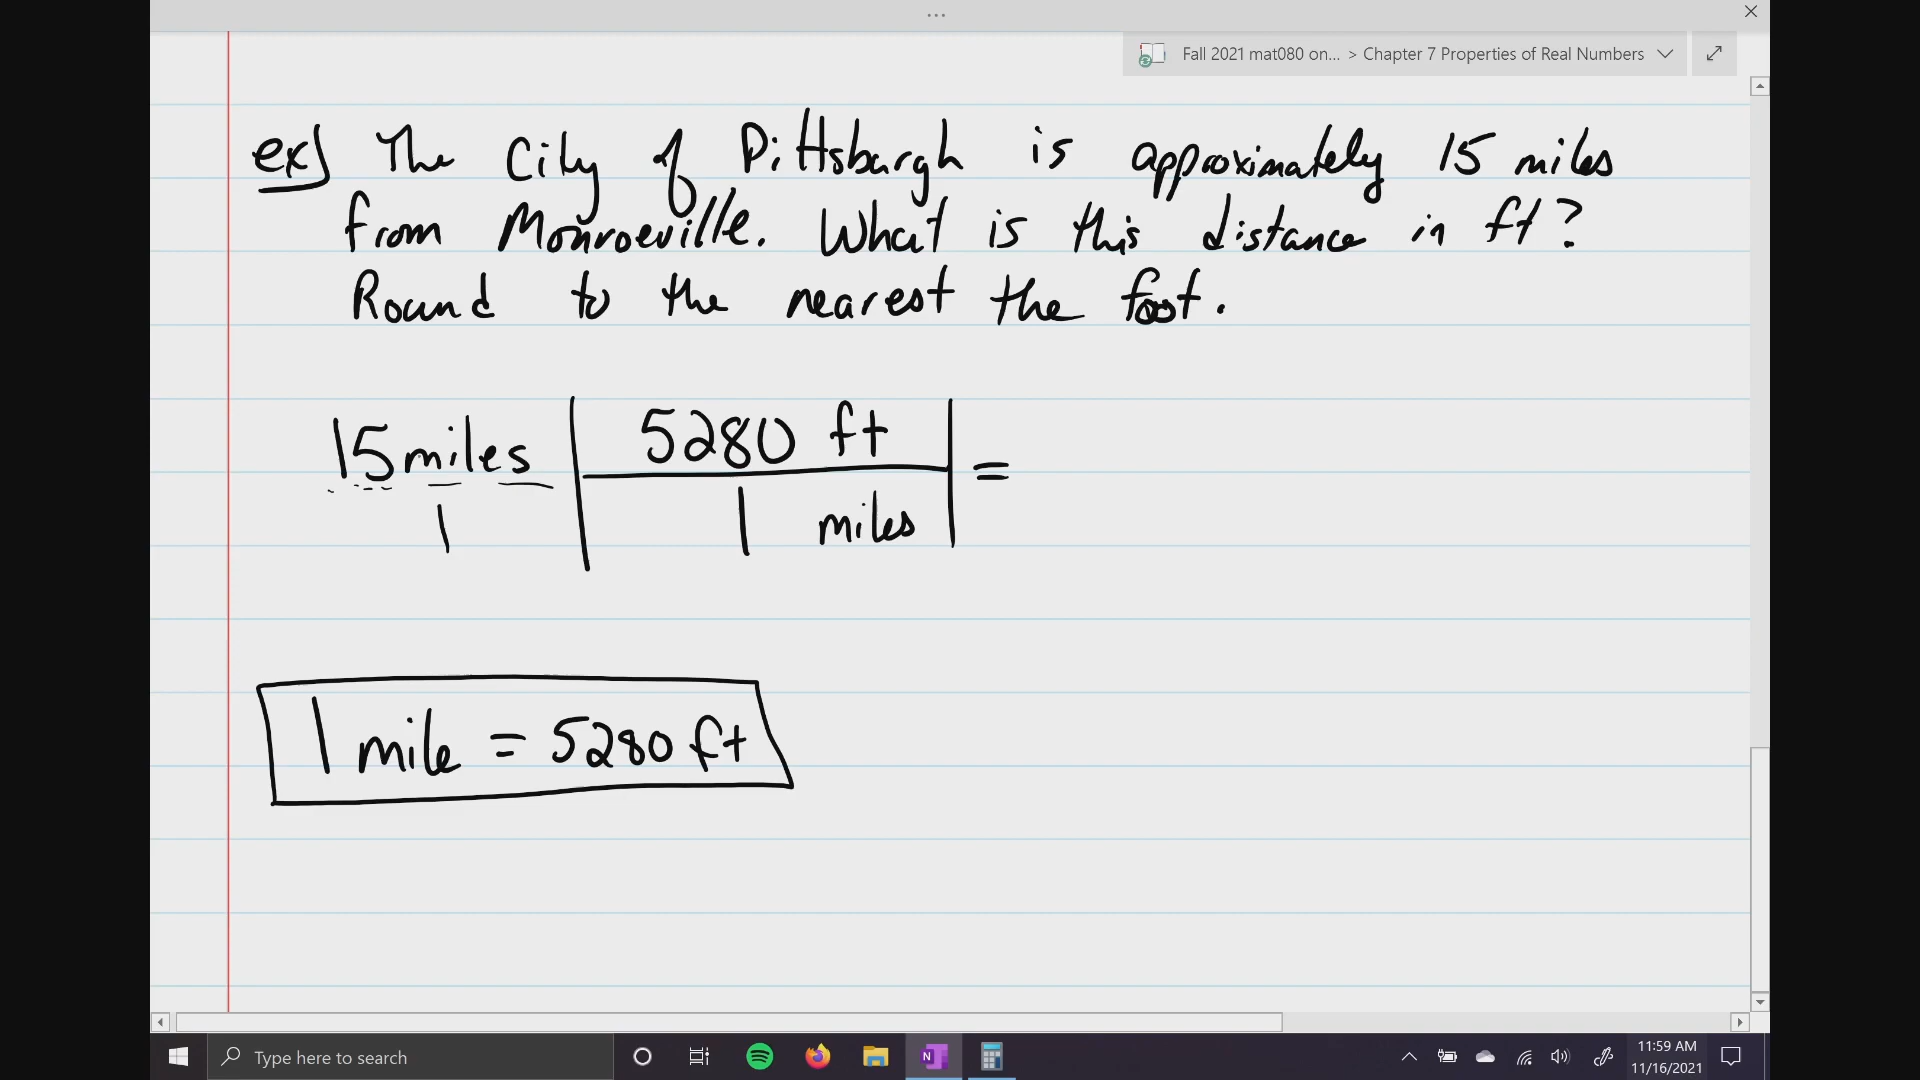 ...
Fall 2021 mat080 on... > Chapter 7 Properties of Real Numbers
ex) The City of Pittsburgh is approximately 15 miles
from Monroeville. What is this distance in ft?
Round to the nearest the foot.
15 miles | 5280 ft | =
1 | 1 miles
1 mile = 5280 ft
Type here to search
N
11:59 AM
11/16/2021